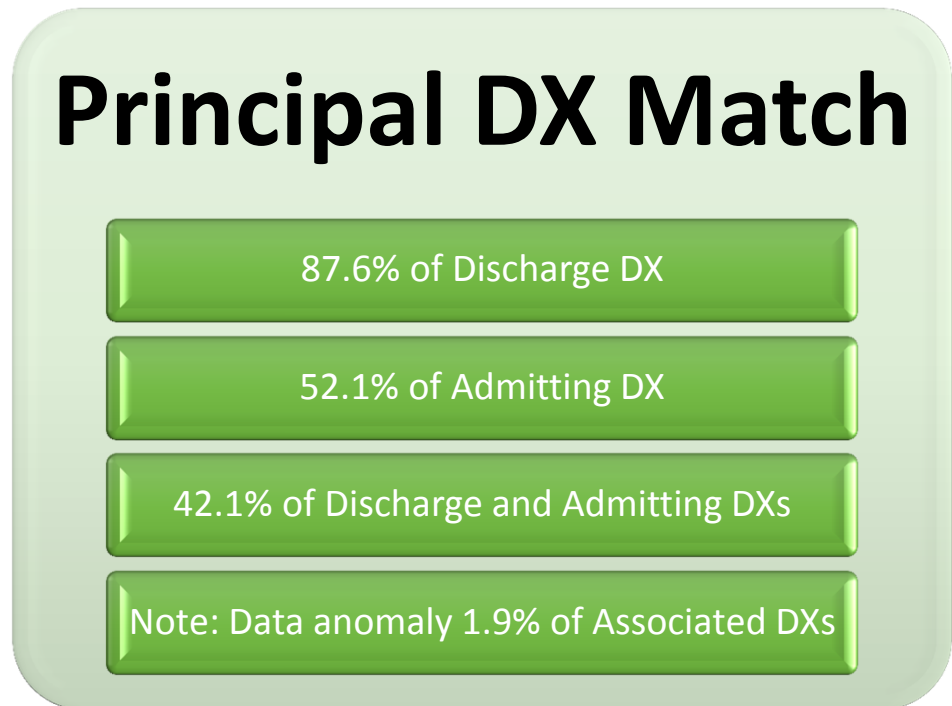 Principal DX Match
87.6% of Discharge DX
52.1% of Admitting DX
42.1% of Discharge and Admitting DXs
Note: Data anomaly 1.9% of Associated DXs